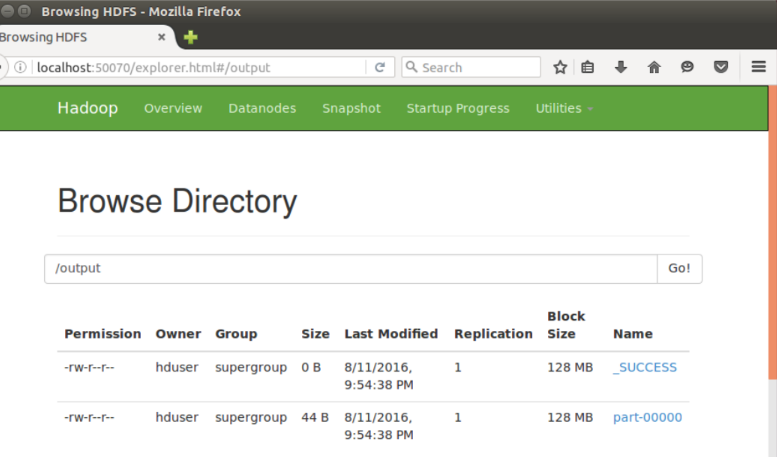 Browsing HDFS - Mozilla Firefox
Browsing HDFS
localhost:50070/explorer.html#/output
Search
Hadoop Overview Datanodes Snapshot Startup Progress Utilities
Browse Directory
/output Go!
Permission Owner Group Size Last Modified Replication Block Size Name
-rw-r--r-- hduser supergroup 0 B 8/11/2016, 9:54:38 PM 1 128 MB _SUCCESS
-rw-r--r-- hduser supergroup 44 B 8/11/2016, 9:54:38 PM 1 128 MB part-00000